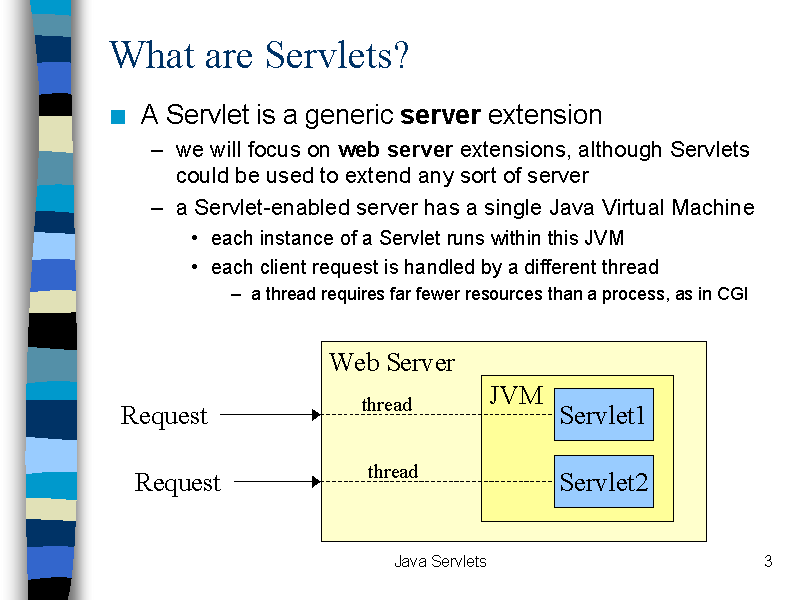 What are Servlets?
■ A Servlet is a generic server extension
– we will focus on web server extensions, although Servlets
could be used to extend any sort of server
– a Servlet-enabled server has a single Java Virtual Machine
• each instance of a Servlet runs within this JVM
• each client request is handled by a different thread
– a thread requires far fewer resources than a process, as in CGI
Web Server
JVM
Request
thread
Servlet1
Request
thread
Servlet2
Java Servlets
3